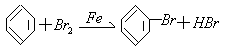 + Br₂ Fe → Br + HBr